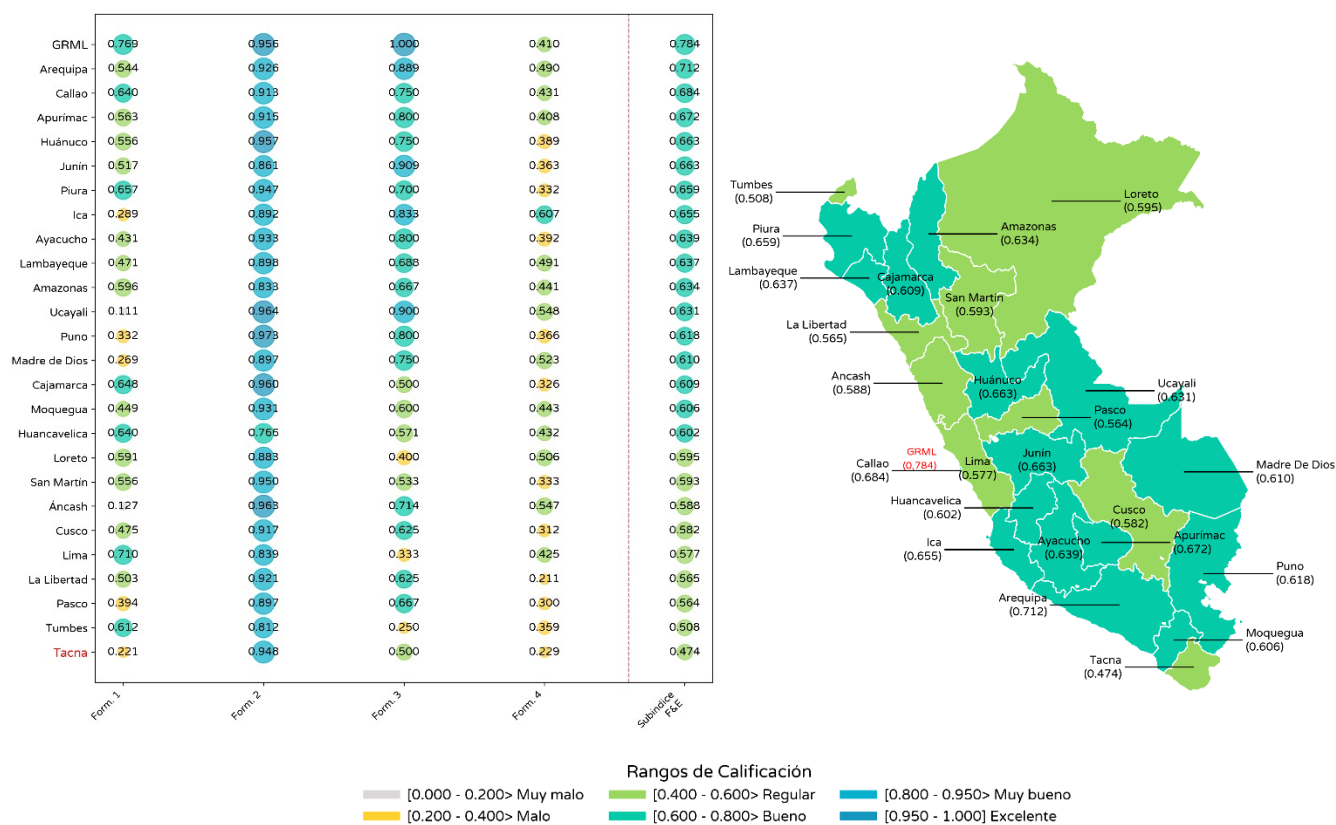 GRML 0.769 0.956 1.000 0.410 0.784
Arequipa 0.544 0.926 0.889 0.490 0.712
Callao 0.640 0.913 0.750 0.431 0.684
Apurímac 0.563 0.915 0.800 0.408 0.672
Huánuco 0.556 0.957 0.750 0.389 0.663
Junín 0.517 0.861 0.909 0.363 0.663
Piura 0.657 0.947 0.700 0.332 0.659
Ica 0.289 0.892 0.833 0.607 0.655
Ayacucho 0.431 0.933 0.800 0.392 0.639
Lambayeque 0.471 0.898 0.688 0.491 0.637
Amazonas 0.596 0.833 0.667 0.441 0.634
Ucayali 0.111 0.964 0.900 0.548 0.631
Puno 0.332 0.973 0.800 0.366 0.618
Madre de Dios 0.269 0.897 0.750 0.523 0.610
Cajamarca 0.648 0.960 0.500 0.326 0.609
Moquegua 0.449 0.931 0.600 0.443 0.606
Huancavelica 0.640 0.766 0.571 0.432 0.602
Loreto 0.591 0.883 0.400 0.506 0.595
San Martín 0.556 0.950 0.533 0.333 0.593
Áncash 0.127 0.963 0.714 0.547 0.588
Cusco 0.475 0.917 0.625 0.312 0.582
Lima 0.710 0.839 0.333 0.425 0.577
La Libertad 0.503 0.921 0.625 0.211 0.565
Pasco 0.394 0.897 0.667 0.300 0.564
Tumbes 0.612 0.812 0.250 0.359 0.508
Tacna 0.221 0.948 0.500 0.229 0.474
Form. 1
Form. 2
Form. 3
Form. 4
Subindice
F&E
Tumbes
(0.508)
Loreto
(0.595)
Piura
(0.659)
Amazonas
(0.634)
Lambayeque
(0.637)
Cajamarca
(0.609)
San Martín
(0.593)
La Libertad
(0.565)
Ancash
(0.588)
Huánuco
(0.663)
Ucayali
(0.631)
Pasco
(0.564)
GRML
(0,784)
Callao
(0.684)
Lima
(0.577)
Junín
(0.663)
Madre De Dios
(0.610)
Huancavelica
(0.602)
Cusco
(0.582)
Ica
(0.655)
Ayacucho
(0.639)
Apurímac
(0.672)
Puno
(0.618)
Arequipa
(0.712)
Moquegua
(0.606)
Tacna
(0.474)
Rangos de Calificación
[0.000 - 0.200> Muy malo
[0.400 - 0.600> Regular
[0.800 - 0.950> Muy bueno
[0.200 - 0.400> Malo
[0.600 - 0.800> Bueno
[0.950 - 1.000] Excelente